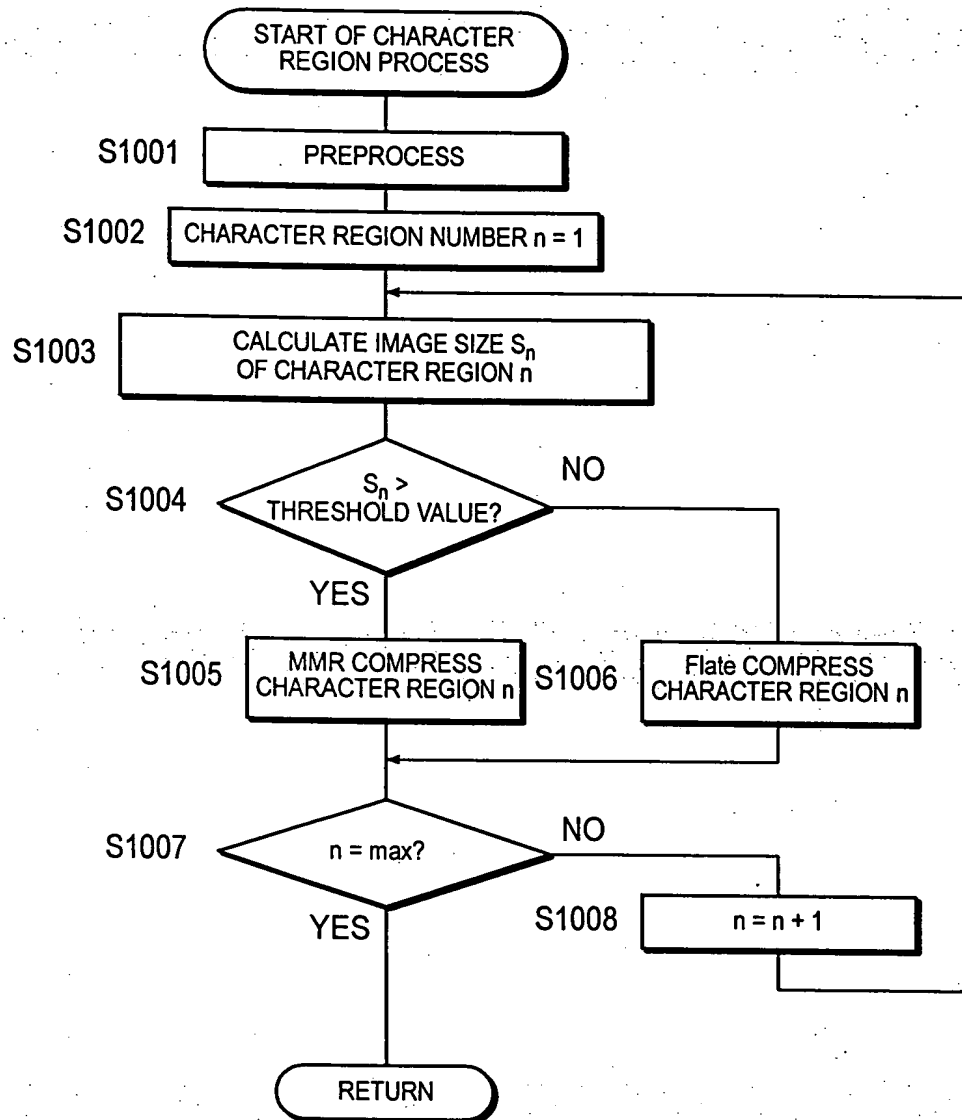 START OF CHARACTER
REGION PROCESS
S1001
PREPROCESS
S1002
CHARACTER REGION NUMBER n = 1
S1003
CALCULATE IMAGE SIZE Sn
OF CHARACTER REGION n
S1004
Sn >
THRESHOLD VALUE?
NO
YES
S1005
MMR COMPRESS
CHARACTER REGION n
S1006
Flate COMPRESS
CHARACTER REGION n
S1007
n = max?
NO
YES
S1008
n = n + 1
RETURN